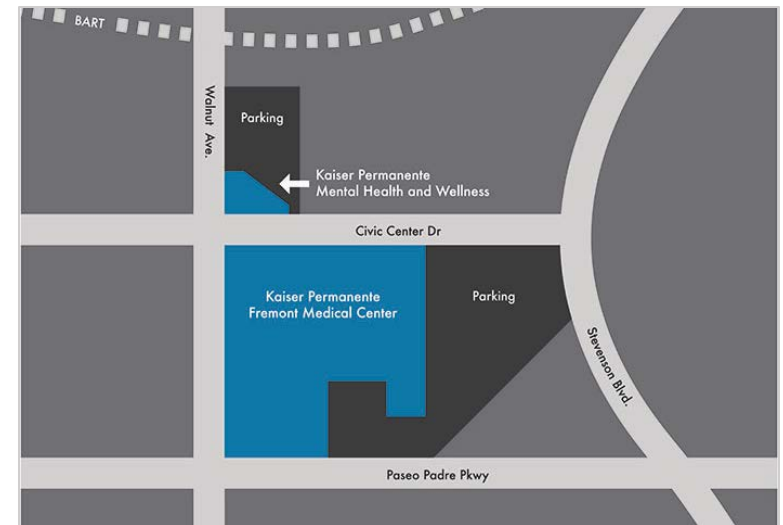 BART
Walnut Ave.
Parking
Kaiser Permanente
Mental Health and Wellness
Civic Center Dr
Kaiser Permanente
Fremont Medical Center
Parking
Stevenson Blvd.
Paseo Padre Pkwy